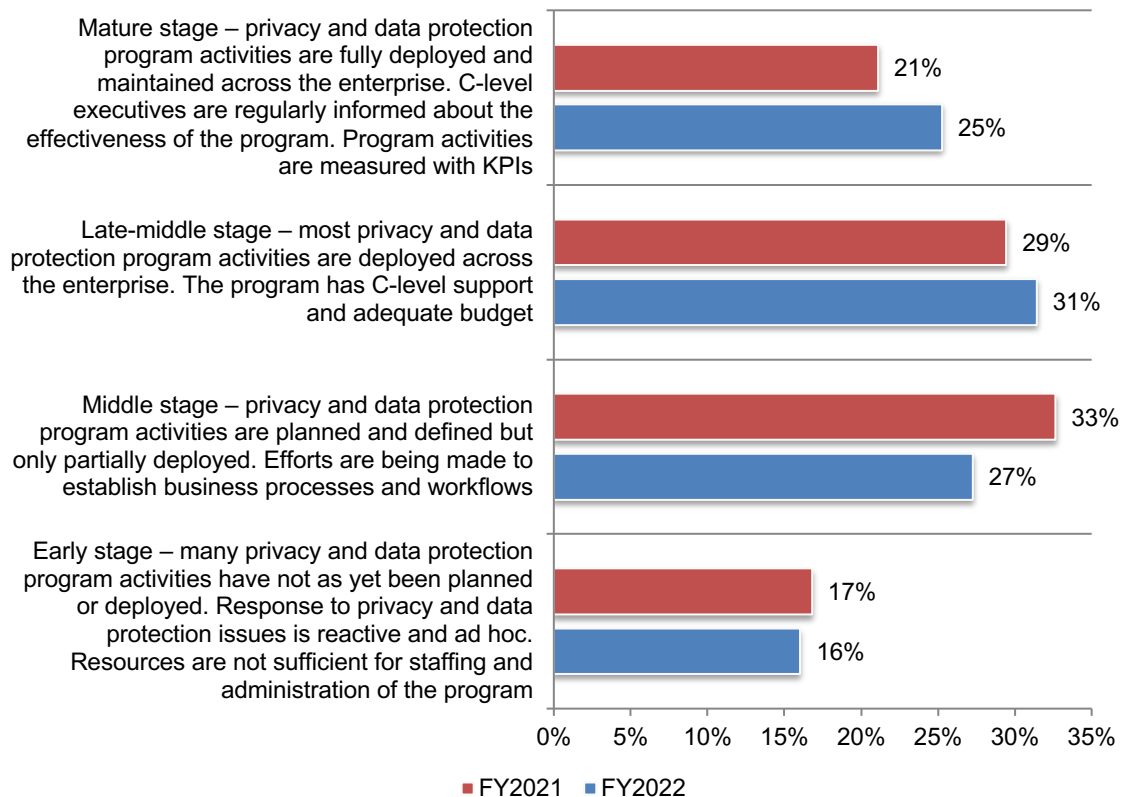 Mature stage – privacy and data protection
program activities are fully deployed and
maintained across the enterprise. C-level
executives are regularly informed about the
effectiveness of the program. Program activities
are measured with KPIs
21%
25%
Late-middle stage – most privacy and data
protection program activities are deployed across
the enterprise. The program has C-level support
and adequate budget
29%
31%
Middle stage – privacy and data protection
program activities are planned and defined but
only partially deployed. Efforts are being made to
establish business processes and workflows
33%
27%
Early stage – many privacy and data protection
program activities have not as yet been planned
or deployed. Response to privacy and data
protection issues is reactive and ad hoc.
Resources are not sufficient for staffing and
administration of the program
17%
16%
0% 5% 10% 15% 20% 25% 30% 35%
FY2021 FY2022